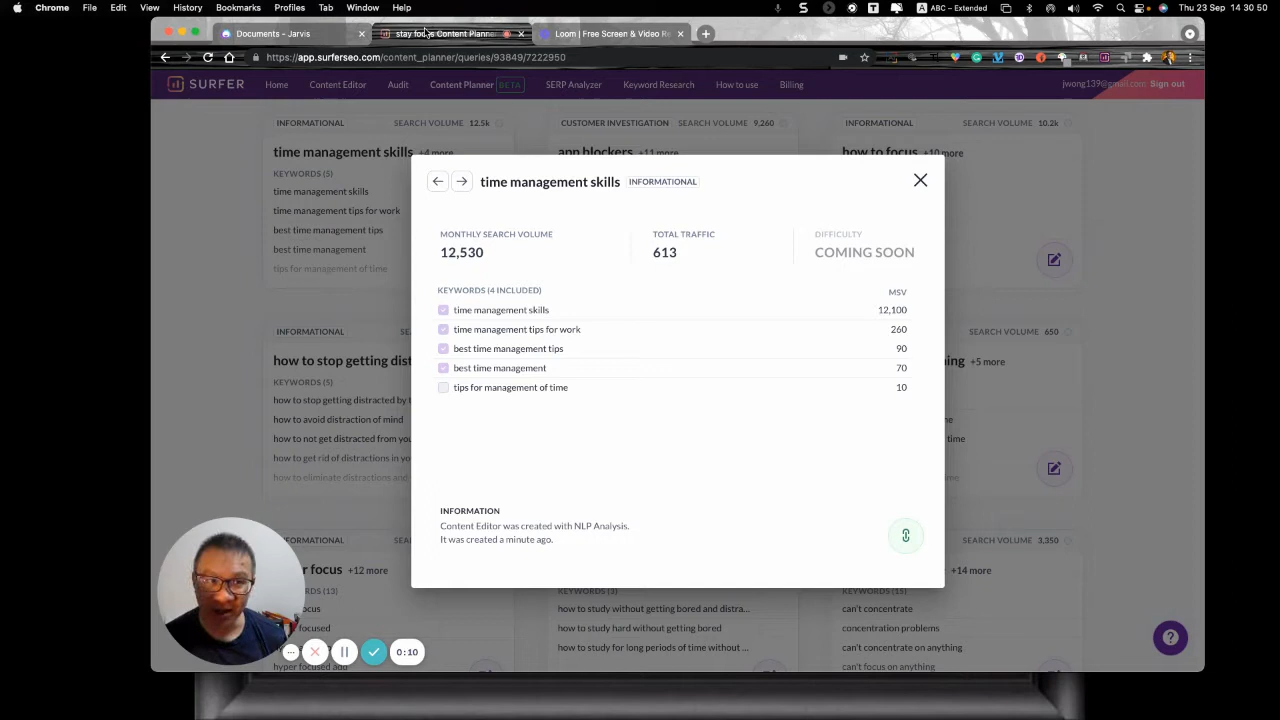 Chrome File Edit View History Bookmarks Profiles Tab Window Help
ABC – Extended Thu 23 Sep 14 30 50
Documents - Jarvis
Content Planner
Loom | Free Screen & Video Re
https://app.surferseo.com/content_planner/queries/93849/7222950
SURFER Home Content Editor Audit Content Planner BETA SERP Analyzer Keyword Research How to use Billing jwong139@gmail.com Sign out
INFORMATIONAL SEARCH VOLUME 12.5k CUSTOMER INVESTIGATION SEARCH VOLUME 9,260 INFORMATIONAL SEARCH VOLUME 10.2k
time management skills +4 more app blockers +11 more how to focus +10 more
KEYWORDS (5)
time management skills
time management tips for work
best time management tips
best time management
tips for management of time
time management skills INFORMATIONAL
MONTHLY SEARCH VOLUME TOTAL TRAFFIC DIFFICULTY
12,530 613 COMING SOON
KEYWORDS (4 INCLUDED) MSV
time management skills 12,100
time management tips for work 260
best time management tips 90
best time management 70
tips for management of time 10
INFORMATION
Content Editor was created with NLP Analysis.
It was created a minute ago.
INFORMATIONAL SEARCH VOLUME 650
how to stop getting dist +5 more
KEYWORDS (5)
how to stop getting distracted by t
how to avoid distraction of mind
how to not get distracted from you
time
how to get rid of distractions in yo
how to eliminate distractions and
SEARCH VOLUME 3,350
focus +12 more +14 more
KEYWORDS (13) KEYWORDS (3) KEYWORDS (15)
how to study without getting bored and distra... can't concentrate
focused how to study hard without getting bored concentration problems
how to study for long periods of time without ... can't concentrate on anything
hyper focused add can't focus on anything
0:10